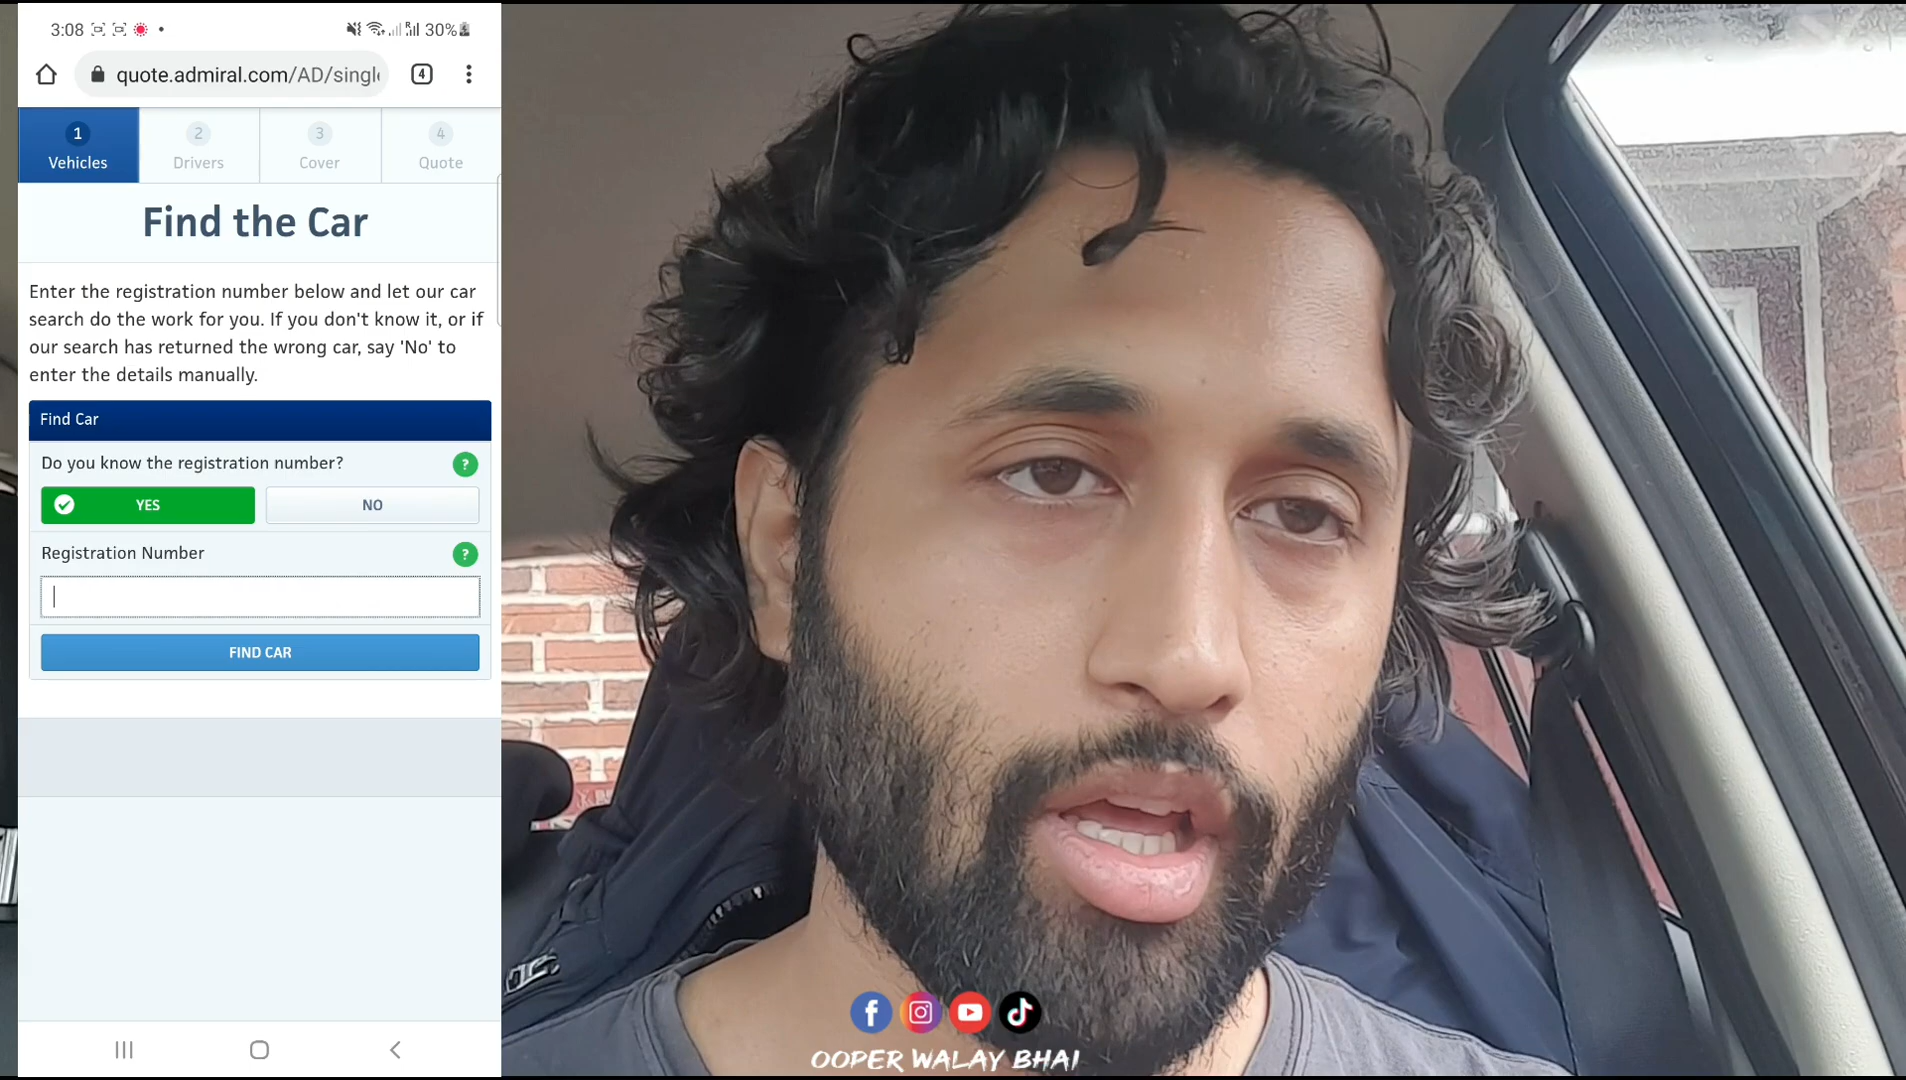 3:08
30%
quote.admiral.com/AD/singl
4
1
Vehicles
2
Drivers
3
Cover
4
Quote
Find the Car
Enter the registration number below and let our car
search do the work for you. If you don't know it, or if
our search has returned the wrong car, say 'No' to
enter the details manually.
Find Car
Do you know the registration number?
?
YES
NO
Registration Number
?
FIND CAR
OOPER WALAY BHAI